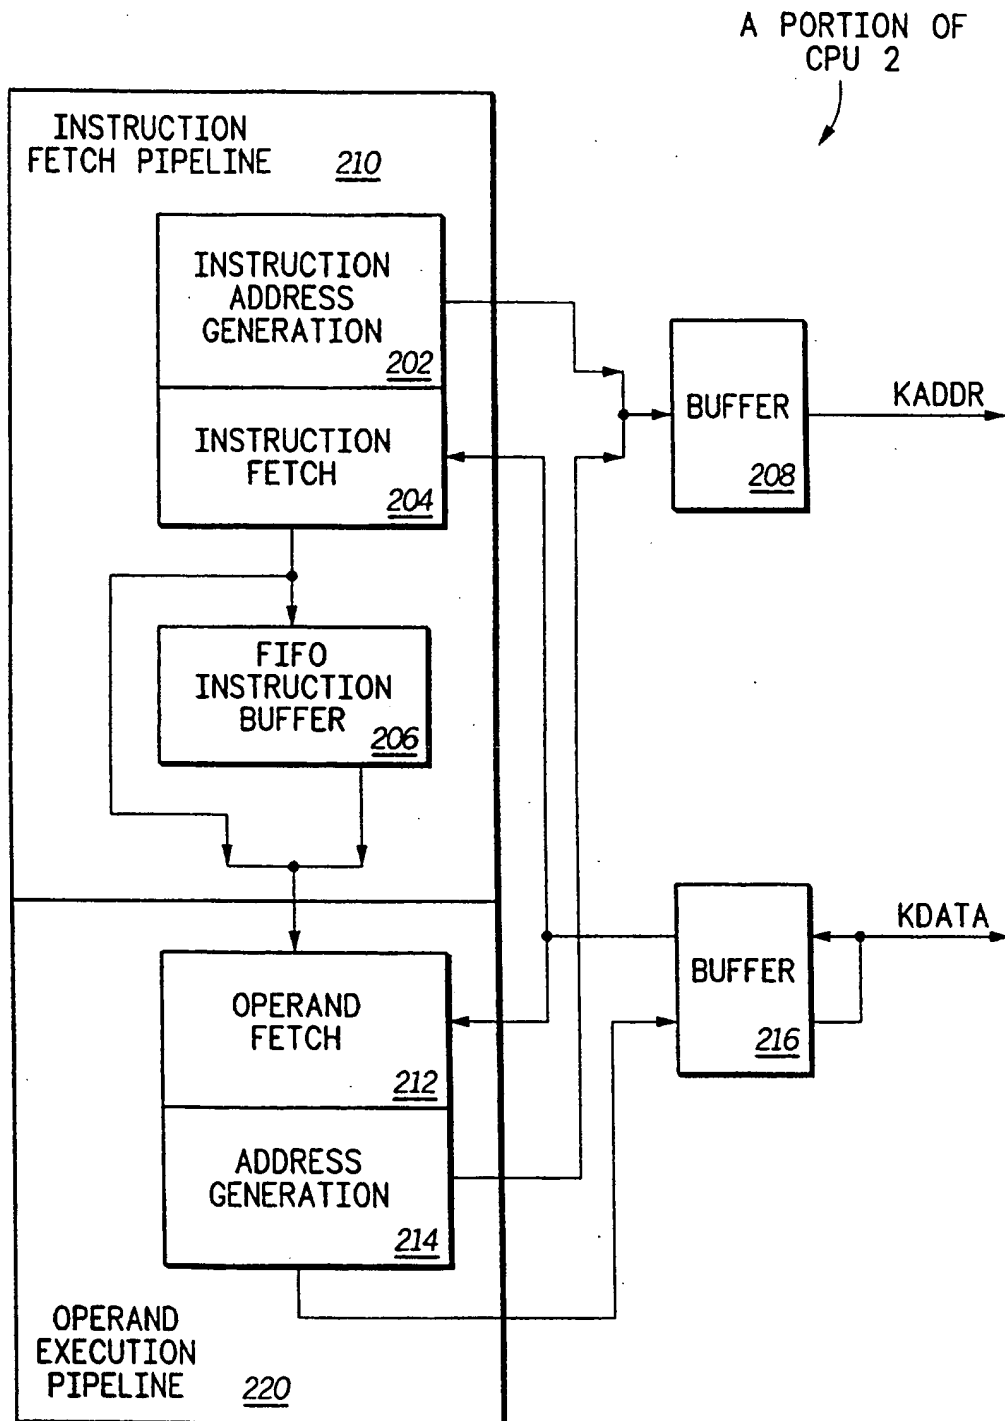 A PORTION OF
CPU 2
INSTRUCTION
FETCH PIPELINE 210
INSTRUCTION
ADDRESS
GENERATION
202
INSTRUCTION
FETCH
204
BUFFER
208
KADDR
FIFO
INSTRUCTION
BUFFER
206
KDATA
BUFFER
216
OPERAND
FETCH
212
ADDRESS
GENERATION
214
OPERAND
EXECUTION
PIPELINE 220